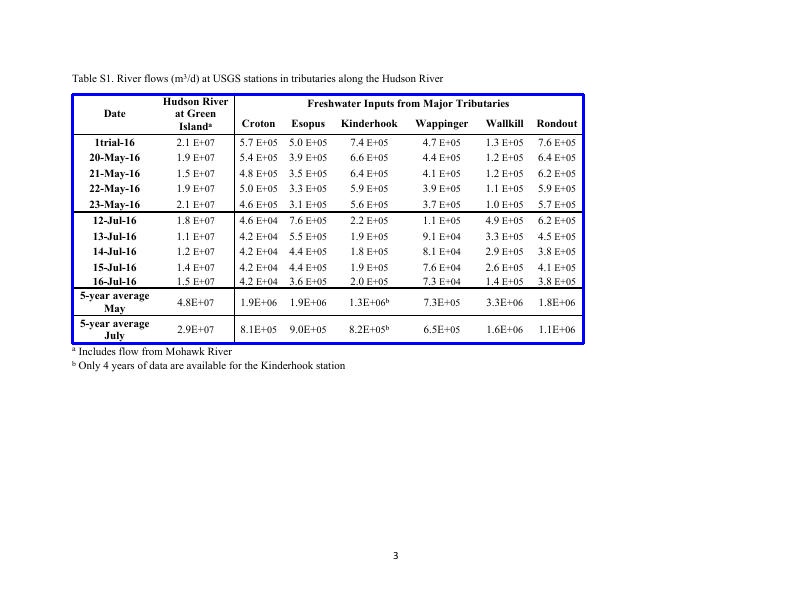 Table S1. River flows (m³/d) at USGS stations in tributaries along the Hudson River
Date Hudson River at Green Islandᵃ Freshwater Inputs from Major Tributaries
Croton Esopus Kinderhook Wappinger Wallkill Rondout
1trial-16 2.1 E+07 5.7 E+05 5.0 E+05 7.4 E+05 4.7 E+05 1.3 E+05 7.6 E+05
20-May-16 1.9 E+07 5.4 E+05 3.9 E+05 6.6 E+05 4.4 E+05 1.2 E+05 6.4 E+05
21-May-16 1.5 E+07 4.8 E+05 3.5 E+05 6.4 E+05 4.1 E+05 1.2 E+05 6.2 E+05
22-May-16 1.9 E+07 5.0 E+05 3.3 E+05 5.9 E+05 3.9 E+05 1.1 E+05 5.9 E+05
23-May-16 2.1 E+07 4.6 E+05 3.1 E+05 5.6 E+05 3.7 E+05 1.0 E+05 5.7 E+05
12-Jul-16 1.8 E+07 4.6 E+04 7.6 E+05 2.2 E+05 1.1 E+05 4.9 E+05 6.2 E+05
13-Jul-16 1.1 E+07 4.2 E+04 5.5 E+05 1.9 E+05 9.1 E+04 3.3 E+05 4.5 E+05
14-Jul-16 1.2 E+07 4.2 E+04 4.4 E+05 1.8 E+05 8.1 E+04 2.9 E+05 3.8 E+05
15-Jul-16 1.4 E+07 4.2 E+04 4.4 E+05 1.9 E+05 7.6 E+04 2.6 E+05 4.1 E+05
16-Jul-16 1.5 E+07 4.2 E+04 3.6 E+05 2.0 E+05 7.3 E+04 1.4 E+05 3.8 E+05
5-year average May 4.8E+07 1.9E+06 1.9E+06 1.3E+06ᵇ 7.3E+05 3.3E+06 1.8E+06
5-year average July 2.9E+07 8.1E+05 9.0E+05 8.2E+05ᵇ 6.5E+05 1.6E+06 1.1E+06
ᵃ Includes flow from Mohawk River
ᵇ Only 4 years of data are available for the Kinderhook station
3